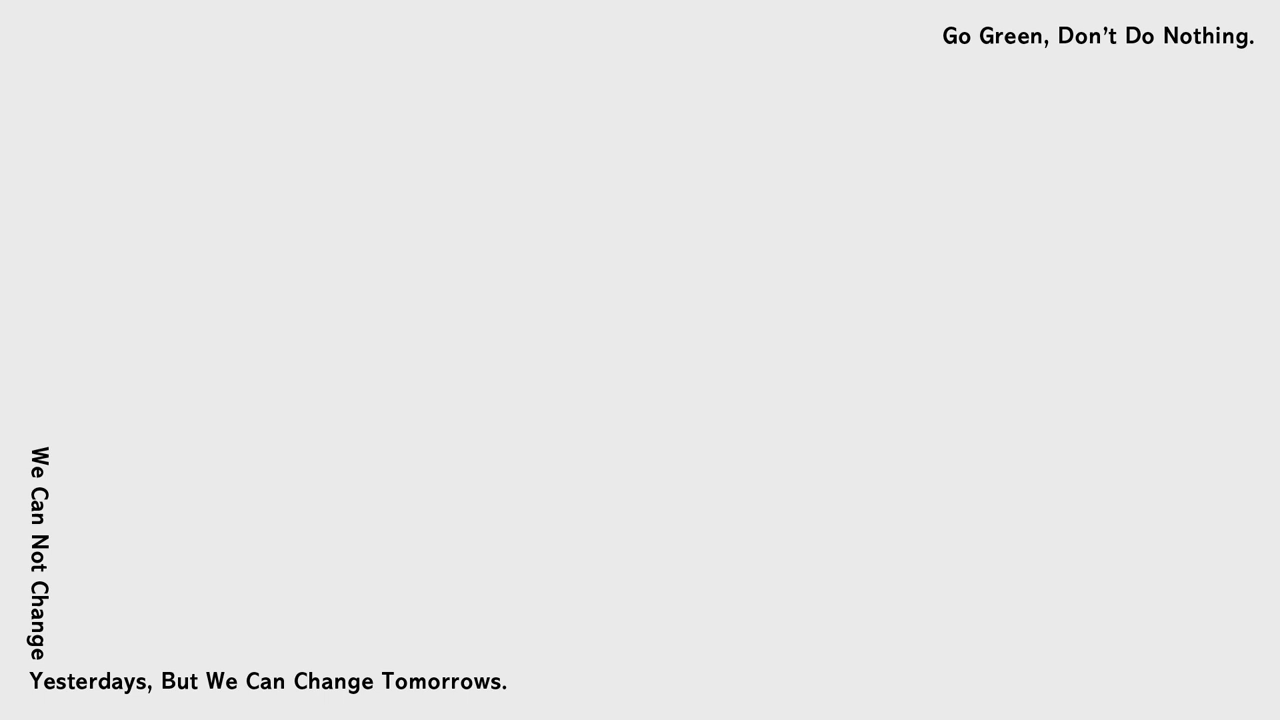 Go Green, Don’t Do Nothing.
We Can Not Change
Yesterdays, But We Can Change Tomorrows.